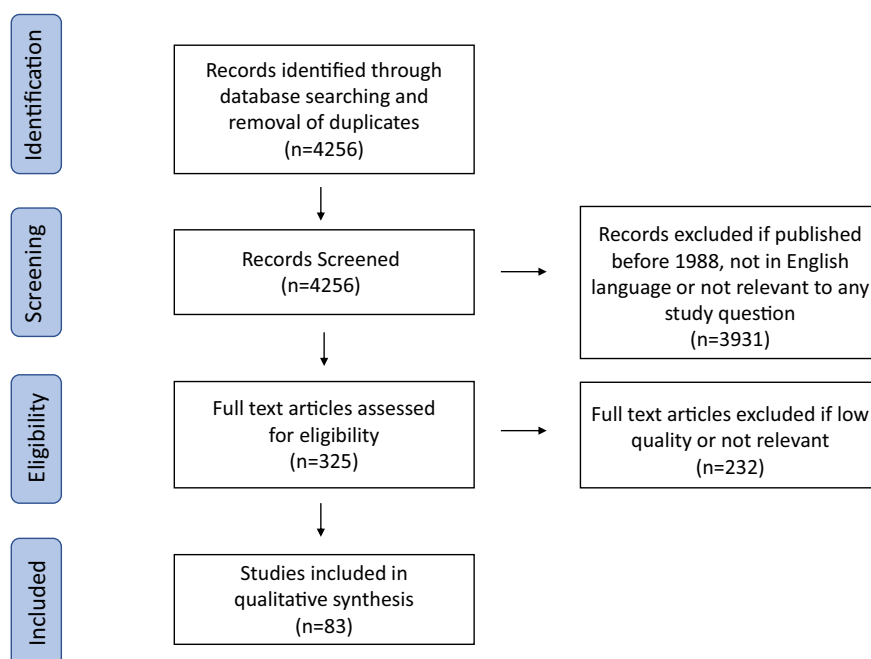 Identification
Records identified through
database searching and
removal of duplicates
(n=4256)
Screening
Records Screened
(n=4256)
Records excluded if published
before 1988, not in English
language or not relevant to any
study question
(n=3931)
Eligibility
Full text articles assessed
for eligibility
(n=325)
Full text articles excluded if low
quality or not relevant
(n=232)
Included
Studies included in
qualitative synthesis
(n=83)